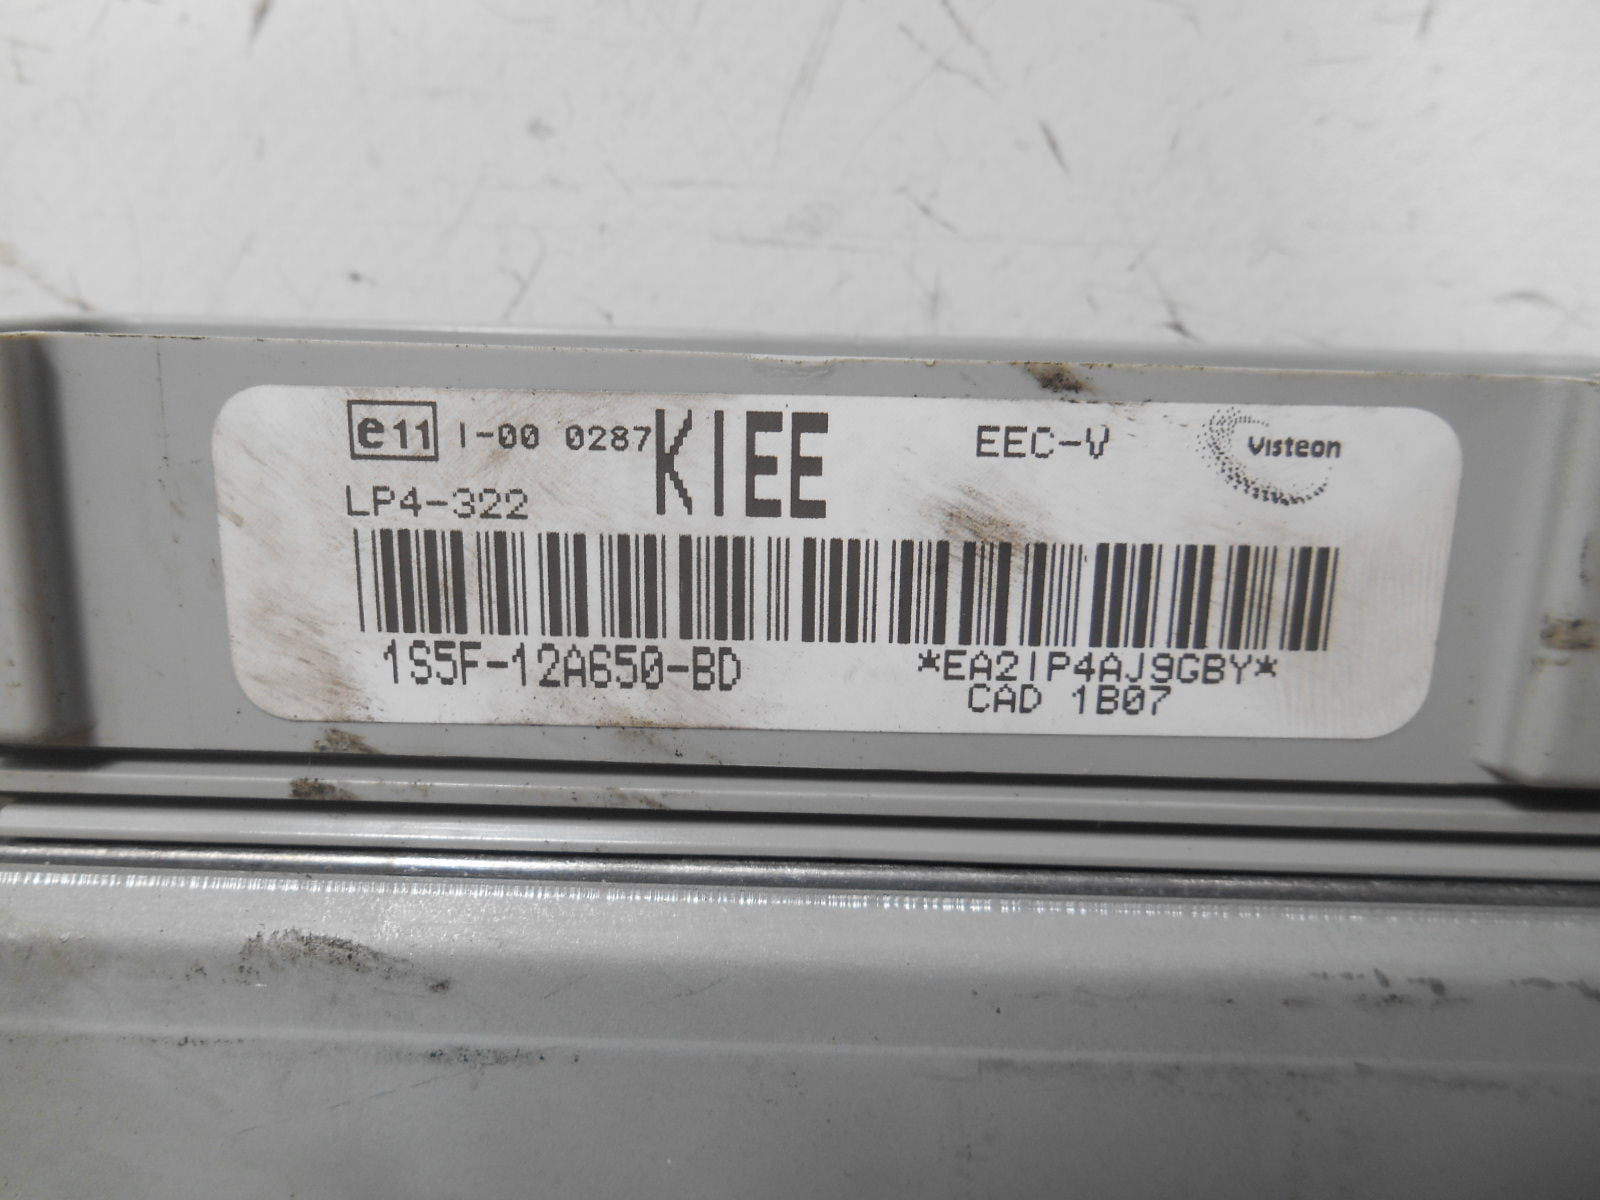 e11 I-00 0287 KIEE EEC-V Visteon
LP4-322
1S5F-12A650-BD *EA2IP4AJ9GBY*
CAD 1B07